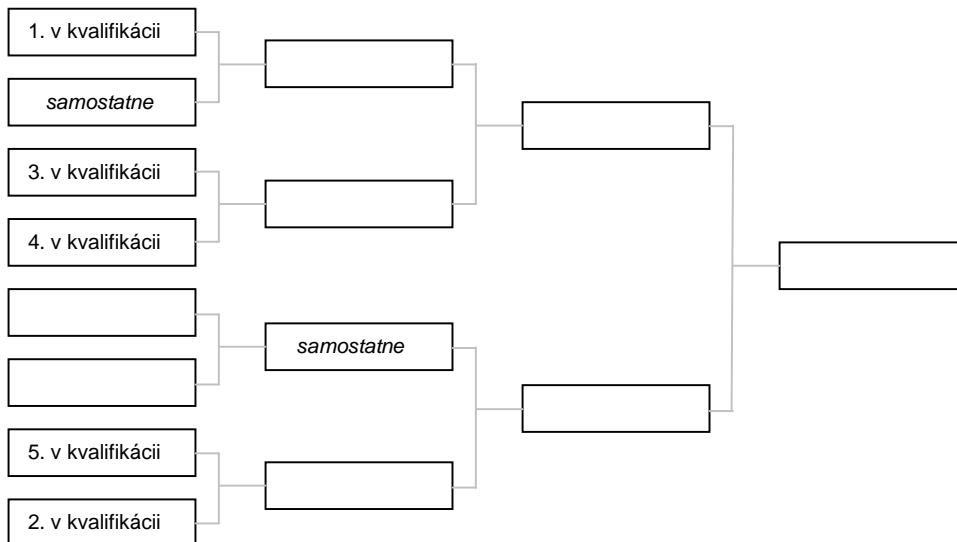 1. v kvalifikácii
samostatne
3. v kvalifikácii
4. v kvalifikácii
samostatne
5. v kvalifikácii
2. v kvalifikácii